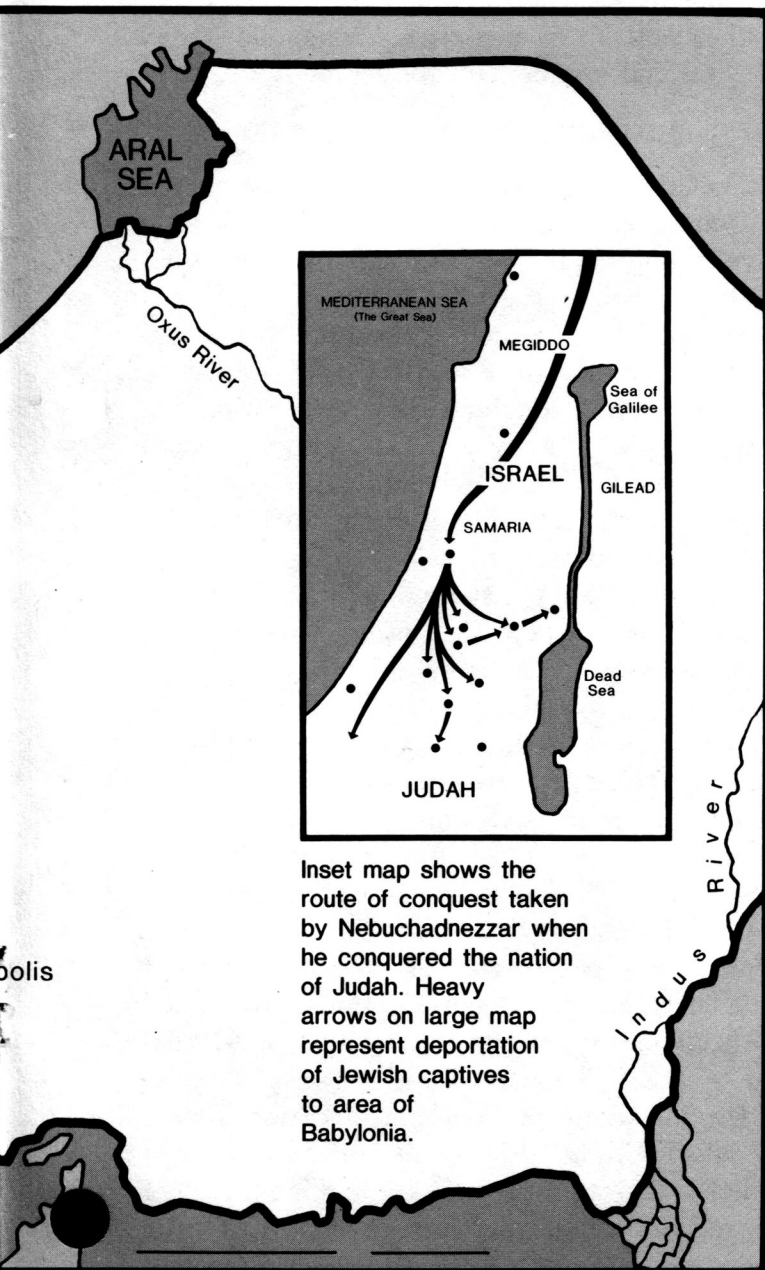 ARAL
SEA
Oxus River
MEDITERRANEAN SEA
(The Great Sea)
MEGIDDO
Sea of
Galilee
ISRAEL
GILEAD
SAMARIA
Dead
Sea
JUDAH
Indus River
Inset map shows the
route of conquest taken
by Nebuchadnezzar when
he conquered the nation
of Judah. Heavy
arrows on large map
represent deportation
of Jewish captives
to area of
Babylonia.
polis